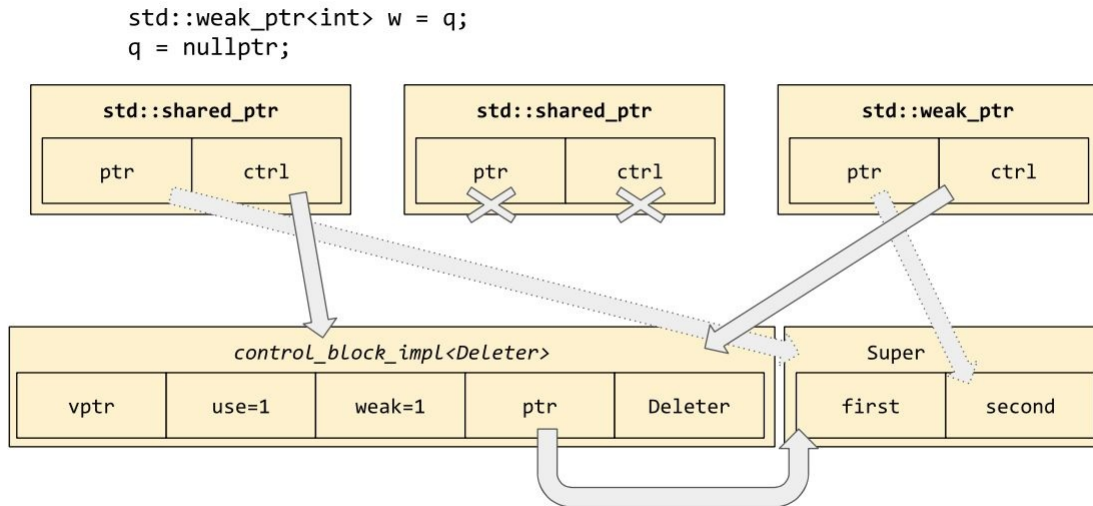 std::weak_ptr<int> w = q;
q = nullptr;
std::shared_ptr
ptr ctrl
std::shared_ptr
ptr ctrl
std::weak_ptr
ptr ctrl
control_block_impl<Deleter>
vptr use=1 weak=1 ptr Deleter
Super
first second